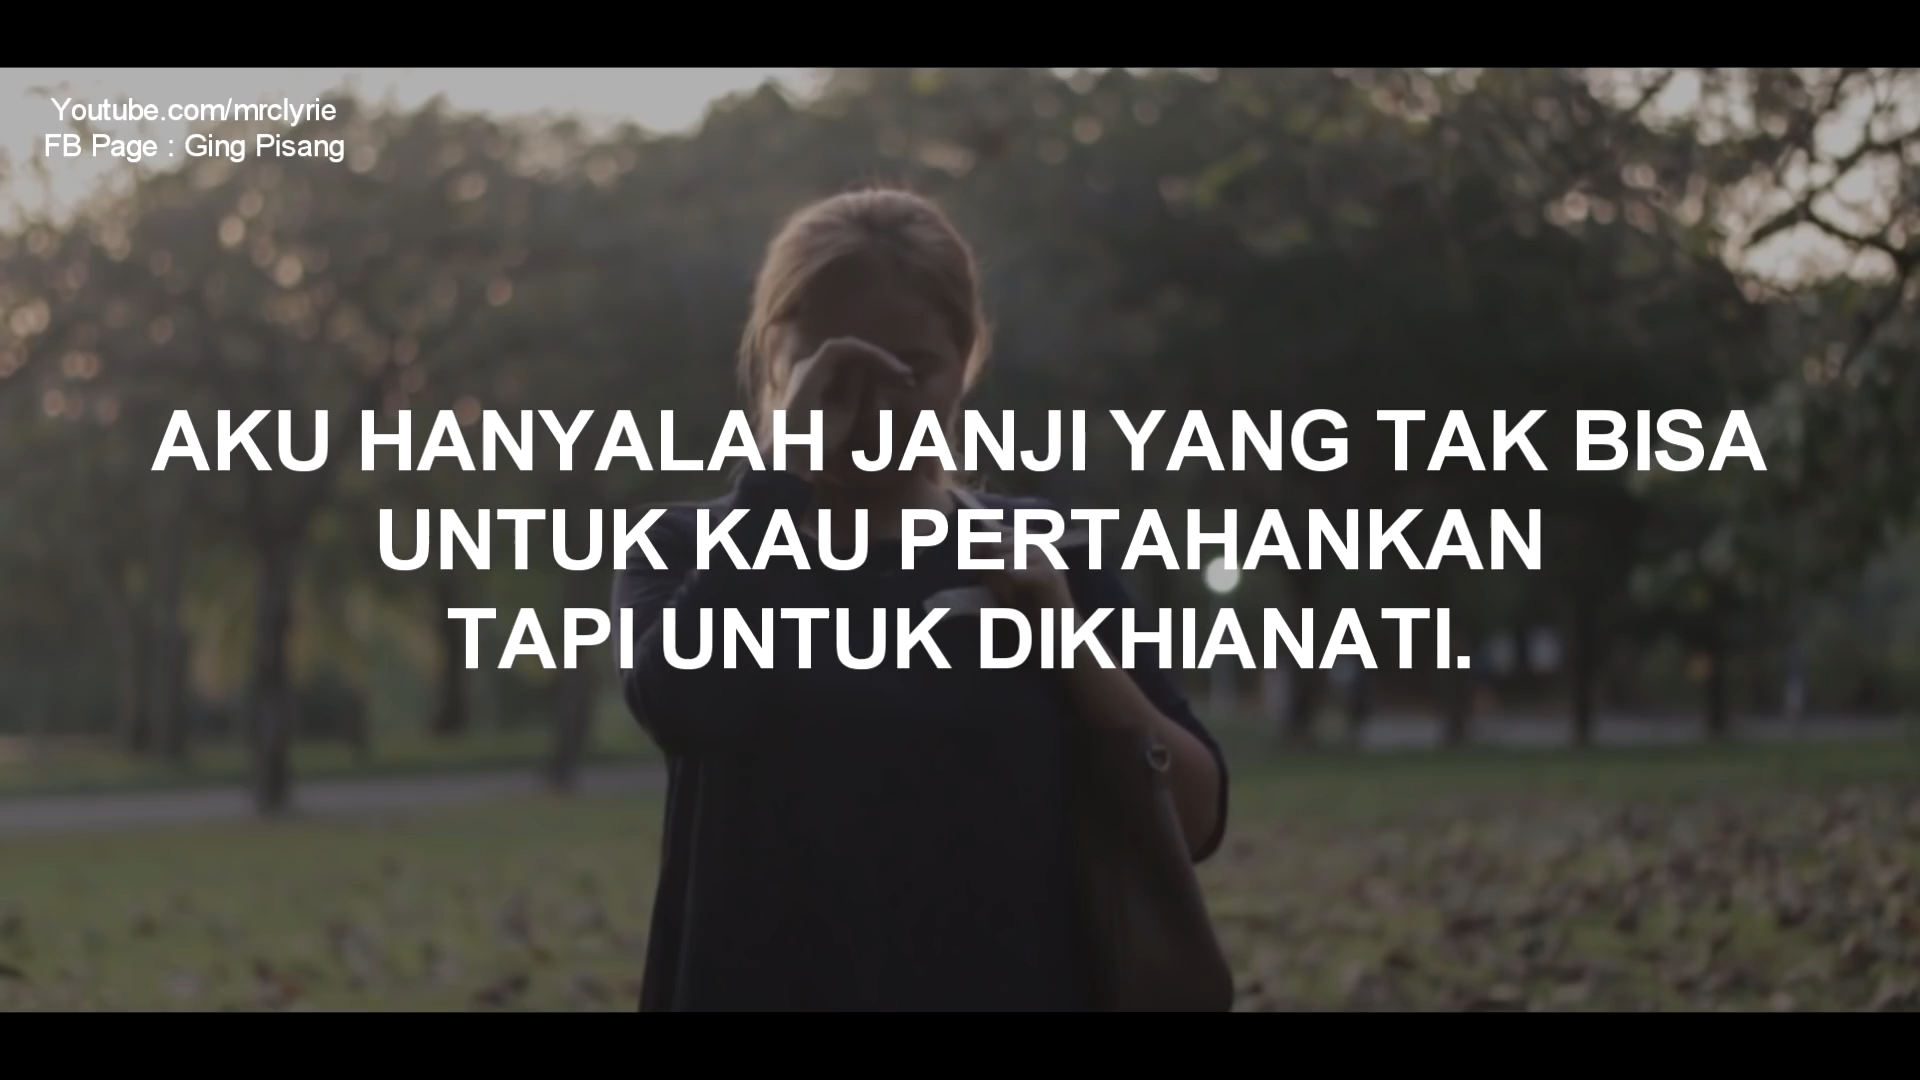 Youtube.com/mrclyrie
FB Page : Ging Pisang
AKU HANYALAH JANJI YANG TAK BISA
UNTUK KAU PERTAHANKAN
TAPI UNTUK DIKHIANATI.